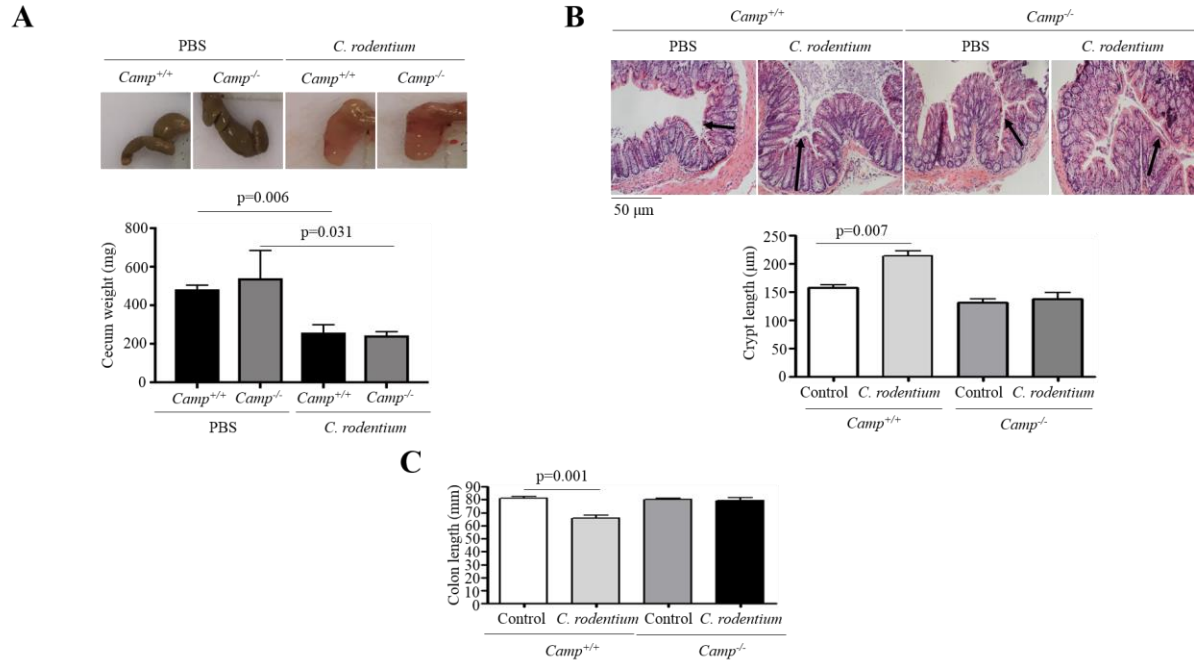 A
PBS C. rodentium
Camp+/+ Camp-/- Camp+/+ Camp-/-
p=0.006
p=0.031
Cecum weight (mg)
800
600
400
200
0
Camp+/+ Camp-/- Camp+/+ Camp-/-
PBS C. rodentium
B
Camp+/+ Camp-/-
PBS C. rodentium PBS C. rodentium
50 μm
p=0.007
Crypt length (μm)
250
200
150
100
150
50
0
Control C. rodentium Control C. rodentium
Camp+/+ Camp-/-
C
p=0.001
Colon length (mm)
90
80
70
60
50
40
30
20
10
0
Control C. rodentium Control C. rodentium
Camp+/+ Camp-/-